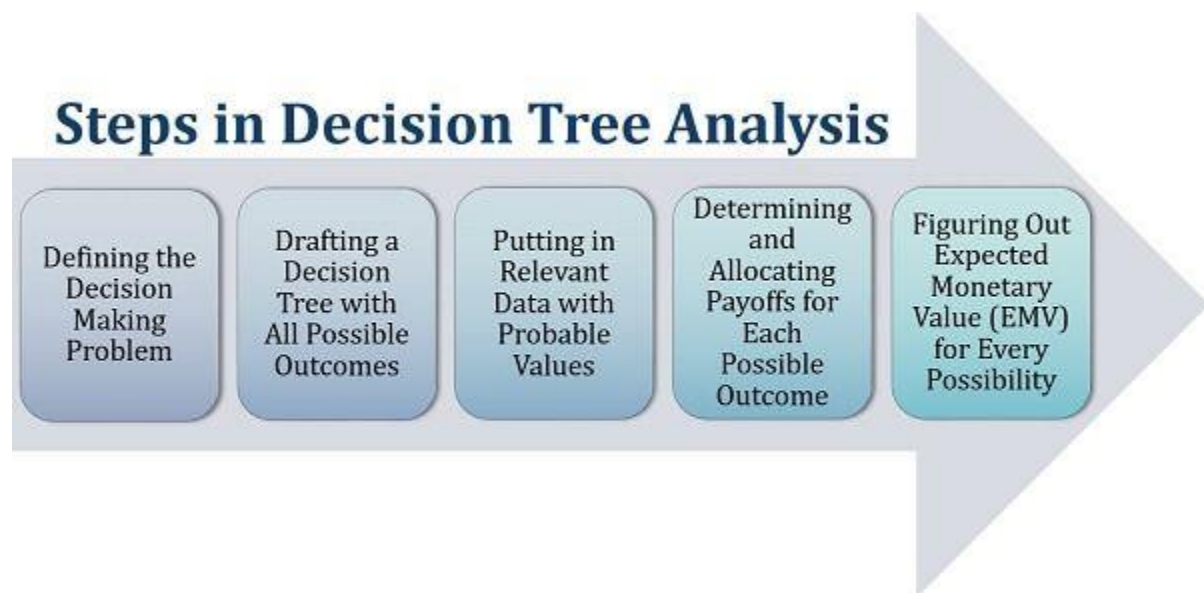 Steps in Decision Tree Analysis
Defining the
Decision
Making
Problem
Drafting a
Decision
Tree with
All Possible
Outcomes
Putting in
Relevant
Data with
Probable
Values
Determining
and
Allocating
Payoffs for
Each
Possible
Outcome
Figuring Out
Expected
Monetary
Value (EMV)
for Every
Possibility